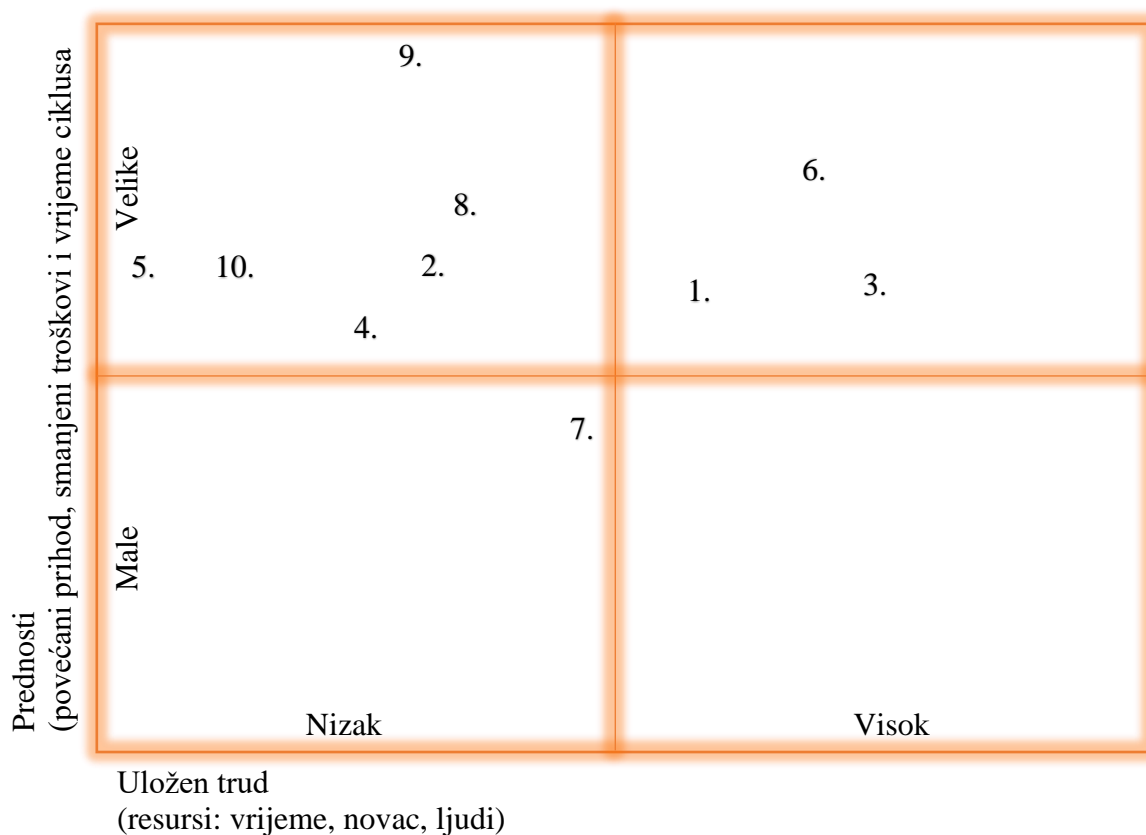 Prednosti
(povećani prihod, smanjeni troškovi i vrijeme ciklusa
Velike
Male
9.
6.
8.
5.
10.
2.
1.
3.
4.
7.
Nizak
Visok
Uložen trud
(resursi: vrijeme, novac, ljudi)